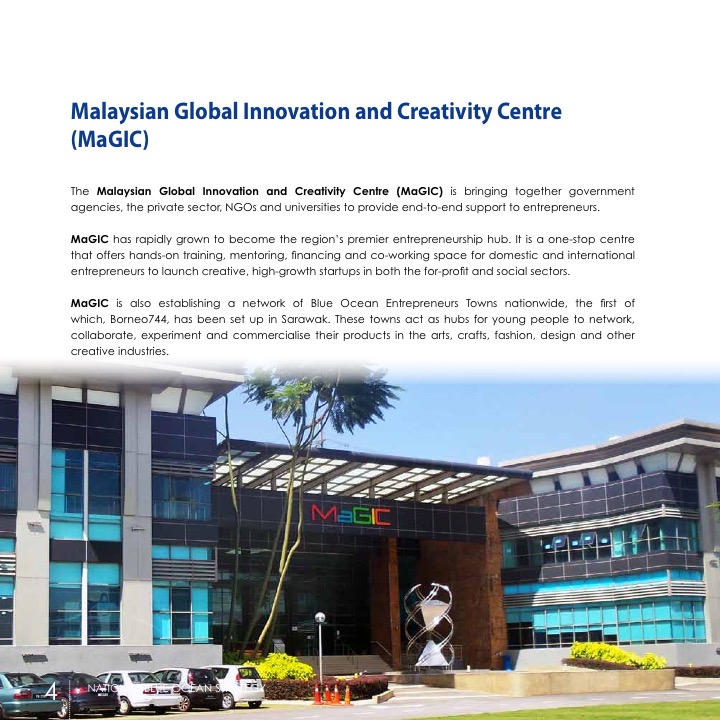 Malaysian Global Innovation and Creativity Centre
(MaGIC)
The Malaysian Global Innovation and Creativity Centre (MaGIC) is bringing together government
agencies, the private sector, NGOs and universities to provide end-to-end support to entrepreneurs.
MaGIC has rapidly grown to become the region's premier entrepreneurship hub. It is a one-stop centre
that offers hands-on training, mentoring, financing and co-working space for domestic and international
entrepreneurs to launch creative, high-growth startups in both the for-profit and social sectors.
MaGIC is also establishing a network of Blue Ocean Entrepreneurs Towns nationwide, the first of
which, Borneo744, has been set up in Sarawak. These towns act as hubs for young people to network,
collaborate, experiment and commercialise their products in the arts, crafts, fashion, design and other
creative industries.
MaGIC
4 NATIONAL BLUE OCEAN STRATEGY